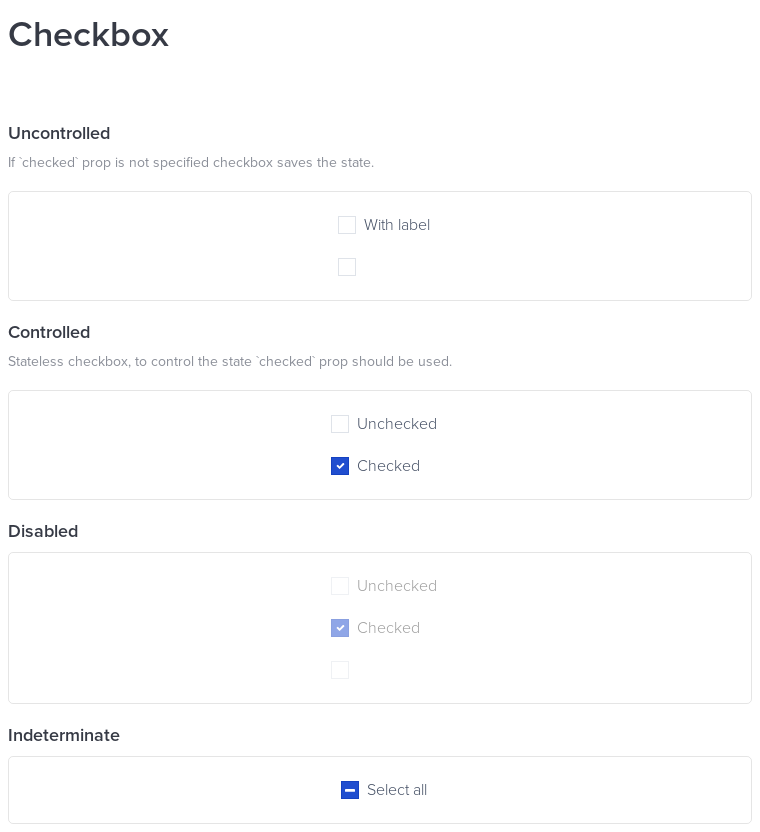 Checkbox
Uncontrolled
If `checked` prop is not specified checkbox saves the state.
With label
Controlled
Stateless checkbox, to control the state `checked` prop should be used.
Unchecked
Checked
Disabled
Unchecked
Checked
Indeterminate
Select all